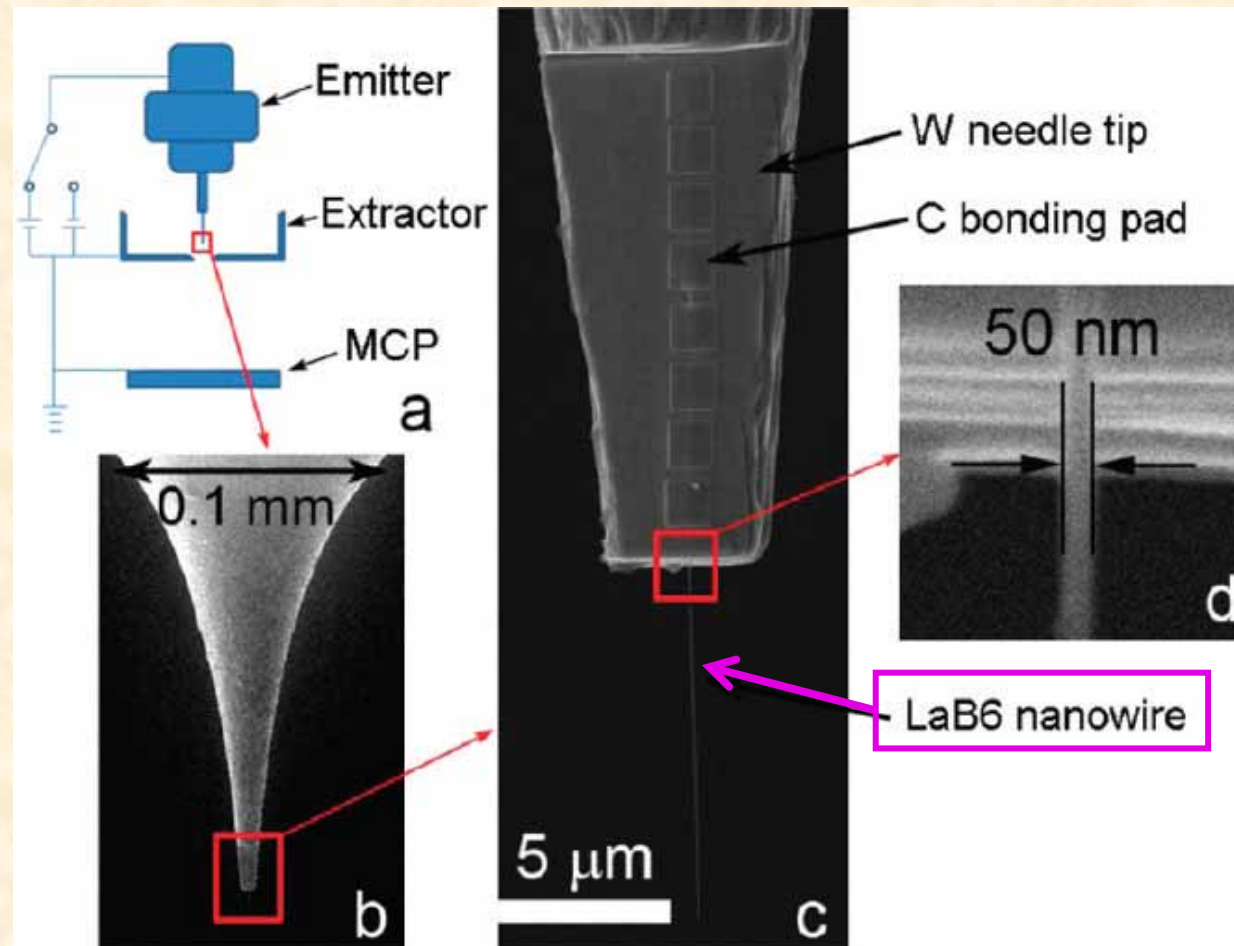 Emitter
Extractor
MCP
a
0.1 mm
b
W needle tip
C bonding pad
5 μm
c
50 nm
d
LaB6 nanowire